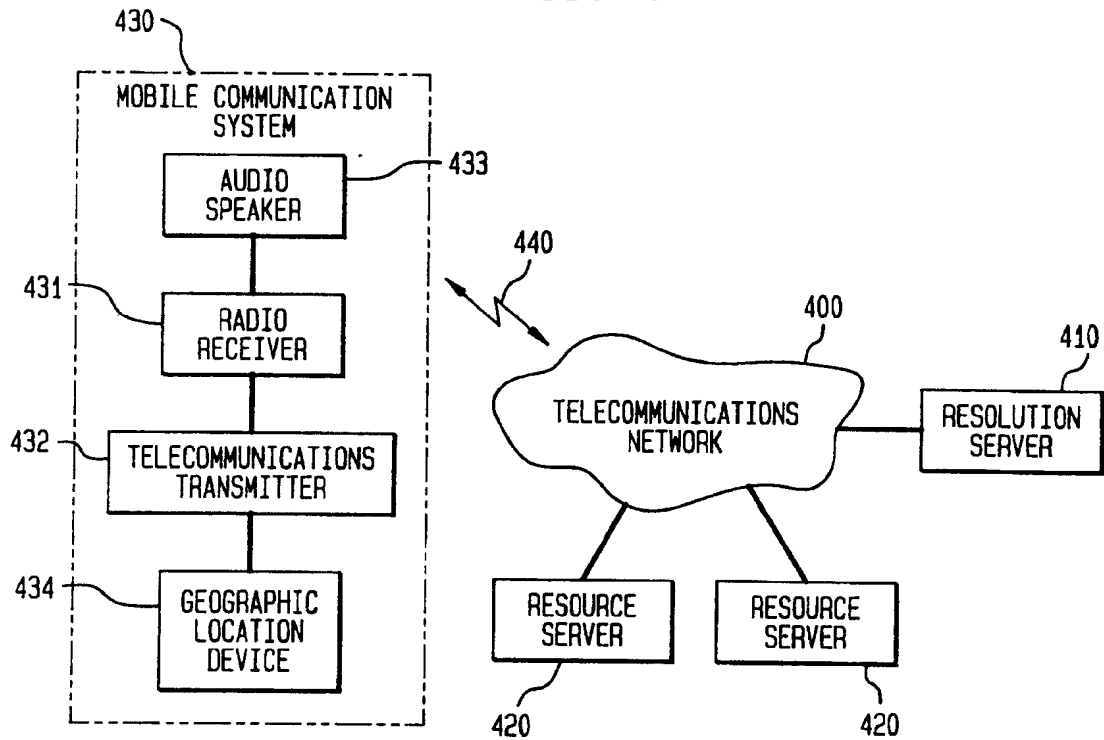 430
MOBILE COMMUNICATION
SYSTEM
AUDIO
SPEAKER
433
431
RADIO
RECEIVER
432
TELECOMMUNICATIONS
TRANSMITTER
434
GEOGRAPHIC
LOCATION
DEVICE
440
400
TELECOMMUNICATIONS
NETWORK
410
RESOLUTION
SERVER
RESOURCE
SERVER
420
RESOURCE
SERVER
420